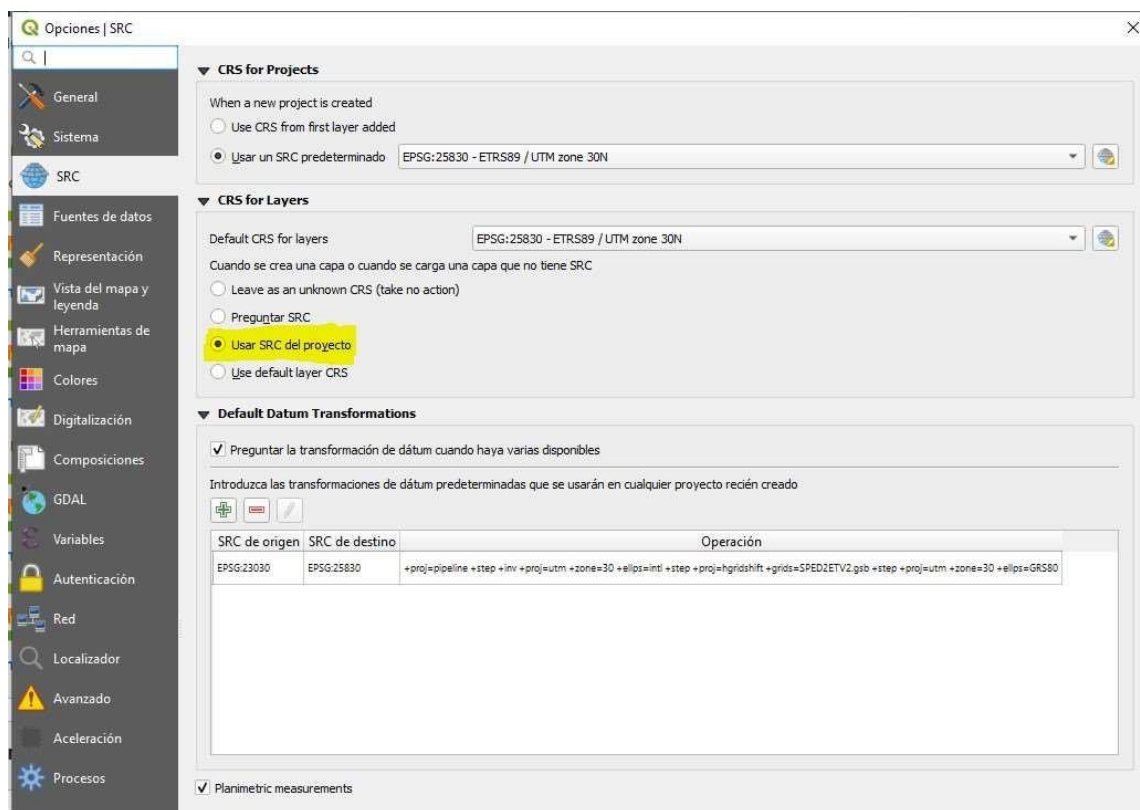 Opciones | SRC
General
Sistema
SRC
Fuentes de datos
Representación
Vista del mapa y
leyenda
Herramientas de
mapa
Colores
Digitalización
Composiciones
GDAL
Variables
Autenticación
Red
Localizador
Avanzado
Aceleración
Procesos
CRS for Projects
When a new project is created
Use CRS from first layer added
Usar un SRC predeterminado
EPSG:25830 - ETRS89 / UTM zone 30N
CRS for Layers
Default CRS for layers
EPSG:25830 - ETRS89 / UTM zone 30N
Cuando se crea una capa o cuando se carga una capa que no tiene SRC
Leave as an unknown CRS (take no action)
Preguntar SRC
Usar SRC del proyecto
Use default layer CRS
Default Datum Transformations
Preguntar la transformación de dátum cuando haya varias disponibles
Introduzca las transformaciones de dátum predeterminadas que se usarán en cualquier proyecto recién creado
SRC de origen SRC de destino Operación
EPSG:23030 EPSG:25830 +proj=pipeline +step +inv +proj=utm +zone=30 +ellps=intl +step +proj=hgridshift +grids=SPED2ETV2.gsb +step +proj=utm +zone=30 +ellps=GRS80
Planimetric measurements